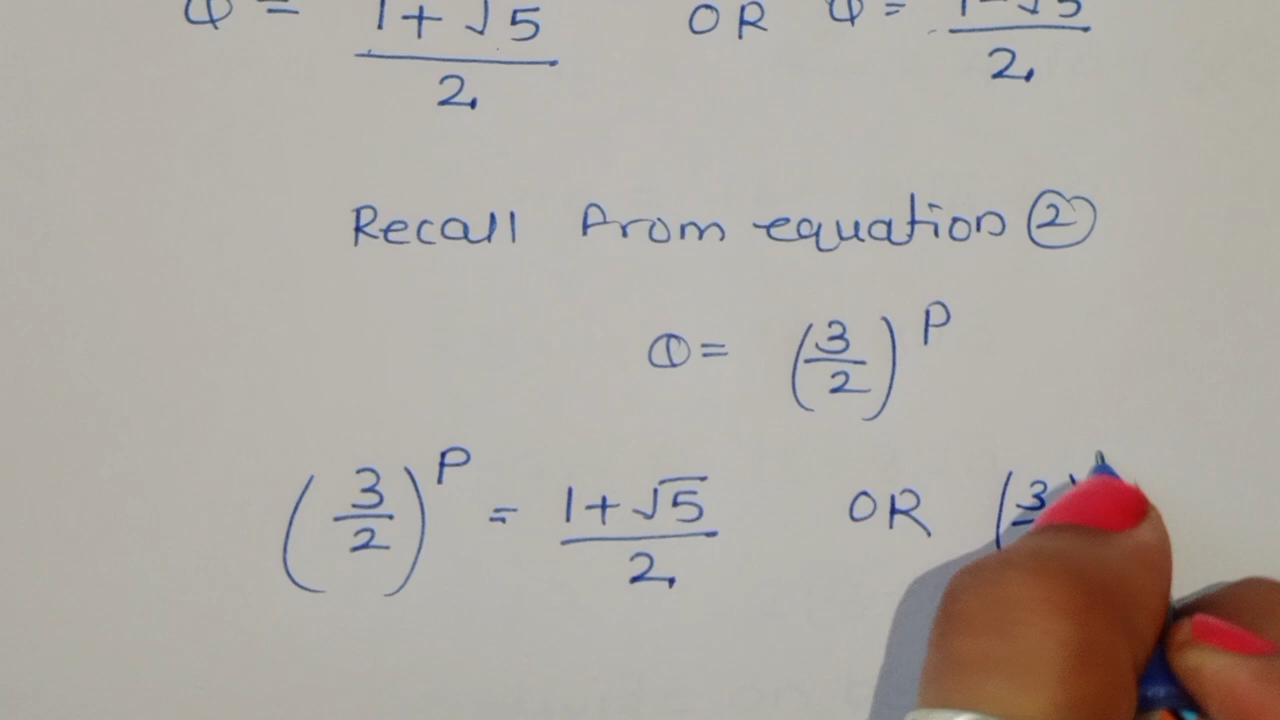 Φ = (1+√5)/2 OR Φ = (1-√5)/2
Recall from equation ②
Φ = (3/2)^P
(3/2)^P = (1+√5)/2 OR (3